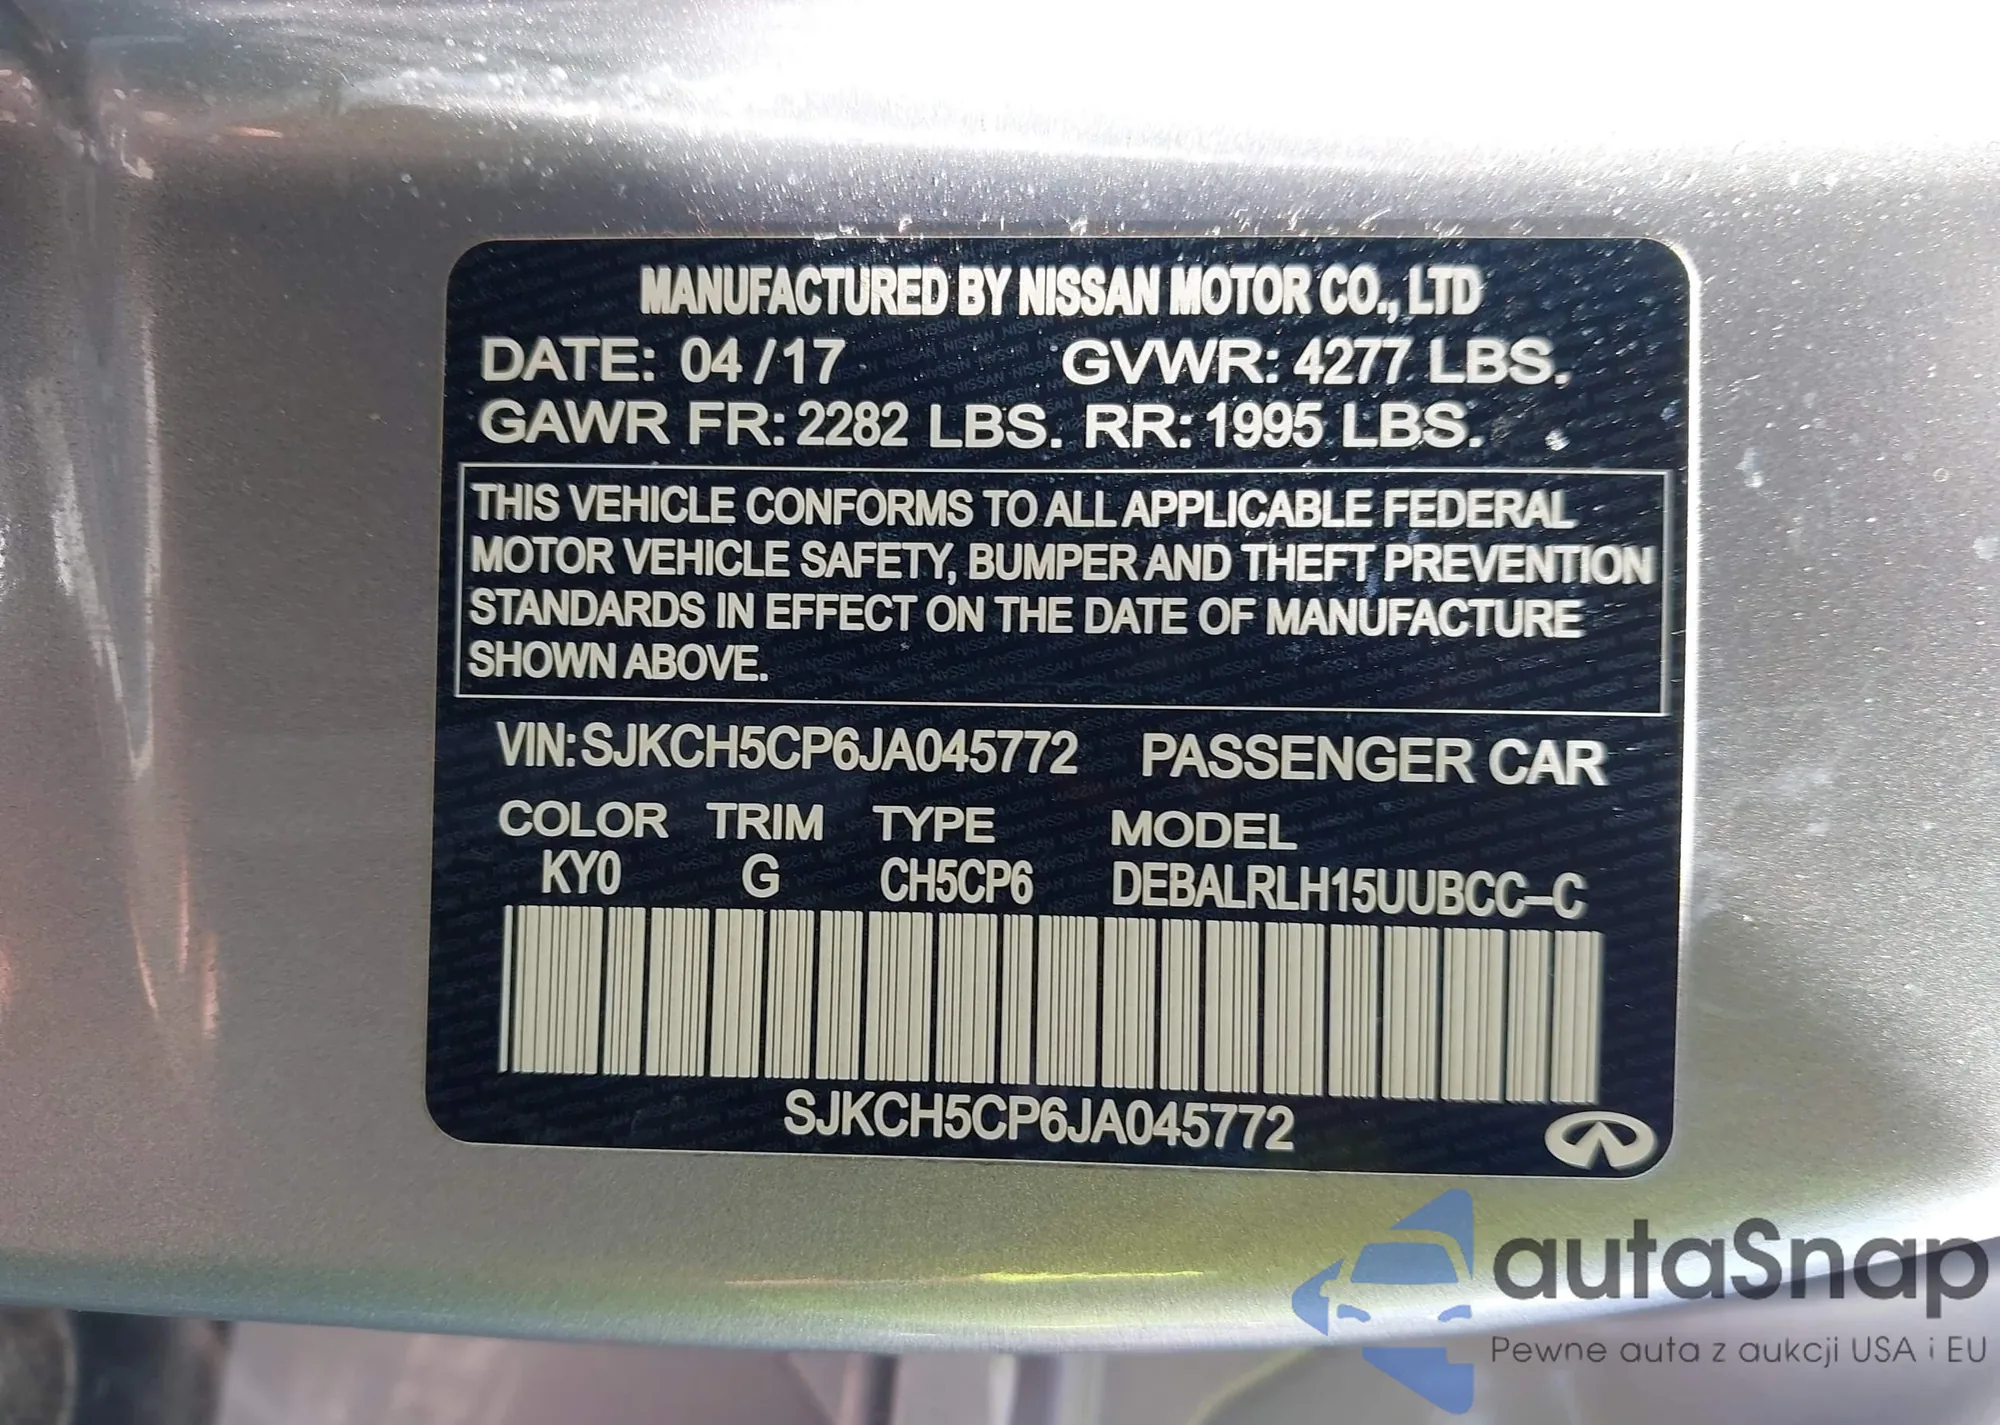 MANUFACTURED BY NISSAN MOTOR CO., LTD
DATE: 04/17 GVWR: 4277 LBS.
GAWR FR: 2282 LBS. RR: 1995 LBS.
THIS VEHICLE CONFORMS TO ALL APPLICABLE FEDERAL
MOTOR VEHICLE SAFETY, BUMPER AND THEFT PREVENTION
STANDARDS IN EFFECT ON THE DATE OF MANUFACTURE
SHOWN ABOVE.
VIN: SJKCH5CP6JA045772 PASSENGER CAR
COLOR TRIM TYPE MODEL
KY0 G CH5CP6 DEBALRLH15UUBCC-C
SJKCH5CP6JA045772
autaSnap
Pewne auta z aukcji USA i EU